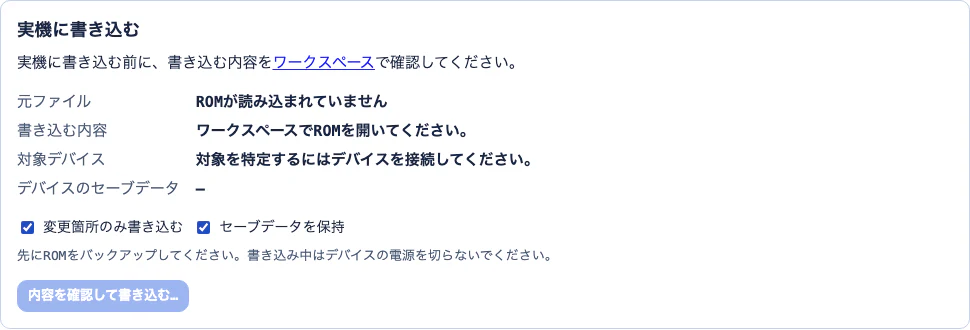 実機に書き込む
実機に書き込む前に、書き込む内容をワークスペースで確認してください。
元ファイル ROMが読み込まれていません
書き込む内容 ワークスペースでROMを開いてください。
対象デバイス 対象を特定するにはデバイスを接続してください。
デバイスのセーブデータ —
変更箇所のみ書き込む セーブデータを保持
先にROMをバックアップしてください。書き込み中はデバイスの電源を切らないでください。
内容を確認して書き込む…